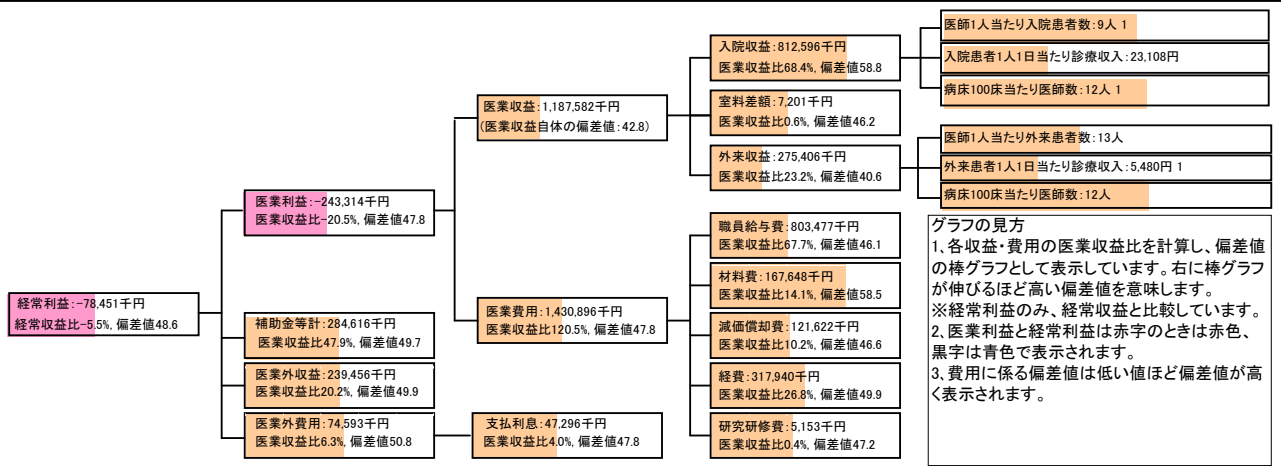 医師1人当たり入院患者数:9人 1
入院収益:812,596千円
医業収益比68.4%, 偏差値58.8
入院患者1人1日当たり診療収入:23,108円
病床100床当たり医師数:12人 1
医業収益:1,187,582千円
(医業収益自体の偏差値:42.8)
室料差額:7,201千円
医業収益比0.6%, 偏差値46.2
医師1人当たり外来患者数:13人
外来収益:275,406千円
医業収益比23.2%, 偏差値40.6
外来患者1人1日当たり診療収入:5,480円 1
病床100床当たり医師数:12人
医業利益:-243,314千円
医業収益比-20.5%, 偏差値47.8
職員給与費:803,477千円
医業収益比67.7%, 偏差値46.1
材料費:167,648千円
医業収益比14.1%, 偏差値58.5
経常利益:-78,451千円
経常収益比-5.5%, 偏差値48.6
医業費用:1,430,896千円
医業収益比120.5%, 偏差値47.8
補助金等計:284,616千円
医業収益比47.9%, 偏差値49.7
減価償却費:121,622千円
医業収益比10.2%, 偏差値46.6
医業外収益:239,456千円
医業収益比20.2%, 偏差値49.9
経費:317,940千円
医業収益比26.8%, 偏差値49.9
医業外費用:74,593千円
医業収益比6.3%, 偏差値50.8
支払利息:47,296千円
医業収益比4.0%, 偏差値47.8
研究研修費:5,153千円
医業収益比0.4%, 偏差値47.2
グラフの見方
1、各収益・費用の医業収益比を計算し、偏差値
の棒グラフとして表示しています。右に棒グラフ
が伸びるほど高い偏差値を意味します。
※経常利益のみ、経常収益と比較しています。
2、医業利益と経常利益は赤字のときは赤色、
黒字は青色で表示されます。
3、費用に係る偏差値は低い値ほど偏差値が高
く表示されます。